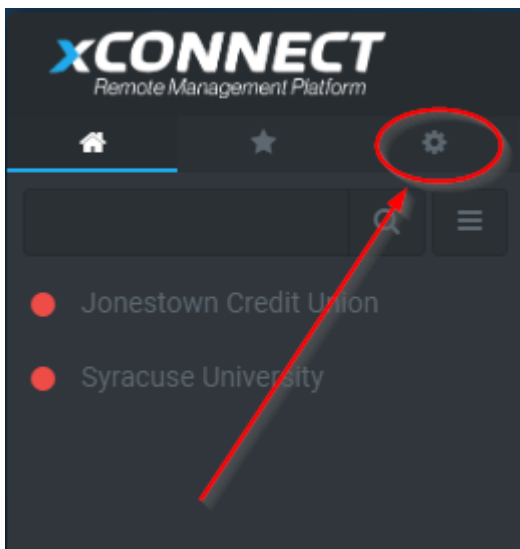 xCONNECT
Remote Management Platform
Jonestown Credit Union
Syracuse University